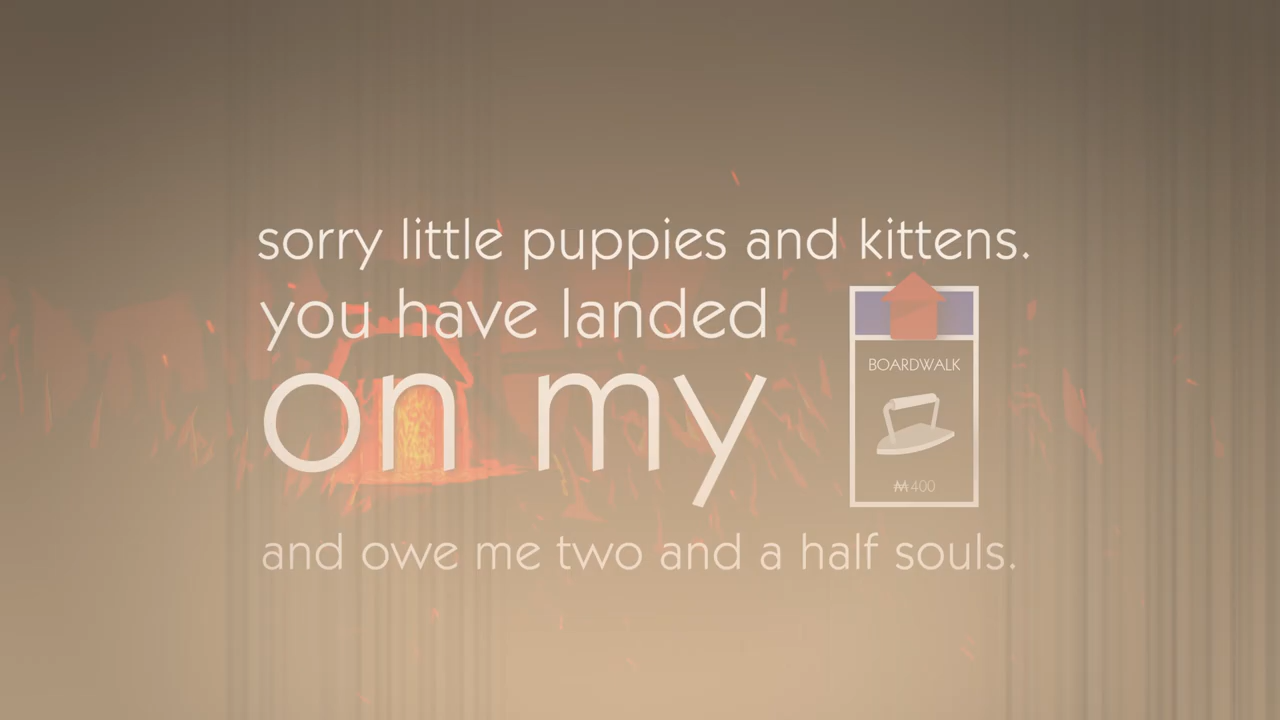 sorry little puppies and kittens.
you have landed
on my
BOARDWALK
₩400
and owe me two and a half souls.